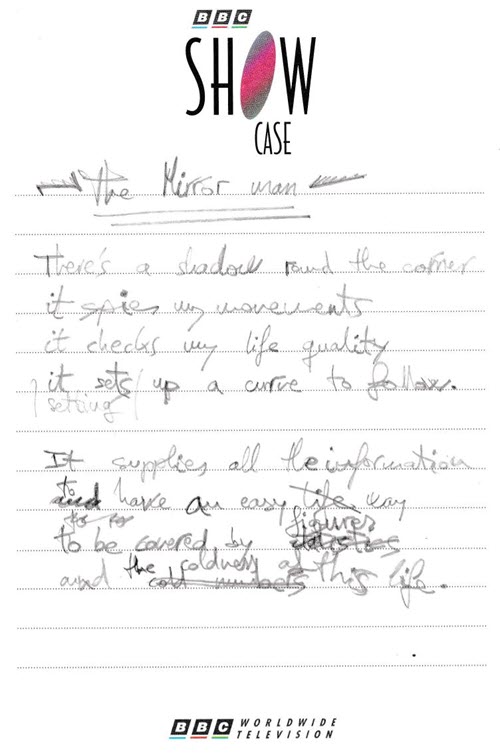 BBC
SHOW
CASE
The Mirror man
There's a shadow round the corner
it spies my movements
it checks my life quality
it sets up a curve to follow.
setting
It supplies all the information
to
and have an easy life way
for
figures
to be covered by statistics
the coldness of
and cold numbers this life.
BBC WORLDWIDE
TELEVISION